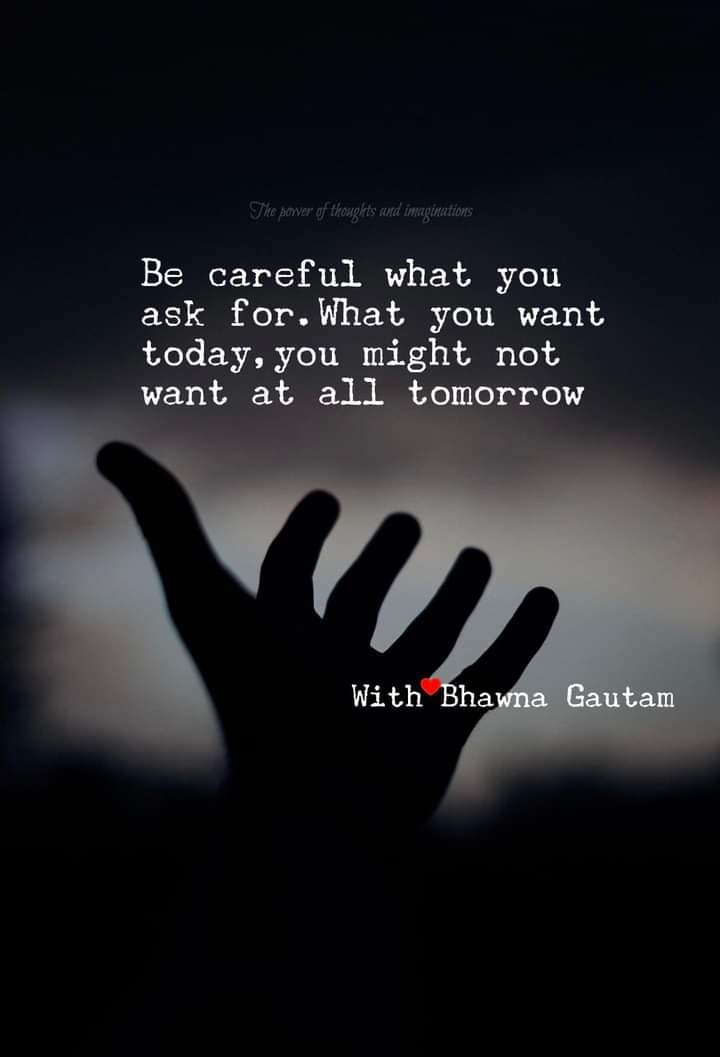 The power of thoughts and imaginations
Be careful what you
ask for.What you want
today,you might not
want at all tomorrow
With Bhawna Gautam